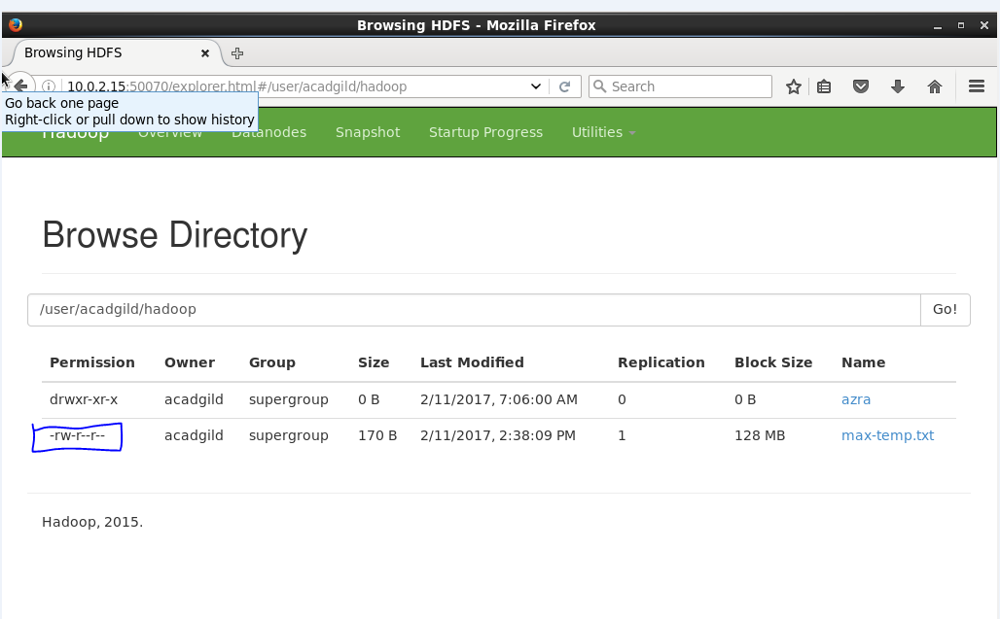 Browsing HDFS - Mozilla Firefox
Browsing HDFS
10.0.2.15:50070/explorer.html#/user/acadgild/hadoop
Search
Go back one page
Right-click or pull down to show history
Hadoop Overview Datanodes Snapshot Startup Progress Utilities
Browse Directory
/user/acadgild/hadoop Go!
Permission Owner Group Size Last Modified Replication Block Size Name
drwxr-xr-x acadgild supergroup 0 B 2/11/2017, 7:06:00 AM 0 0 B azra
-rw-r--r-- acadgild supergroup 170 B 2/11/2017, 2:38:09 PM 1 128 MB max-temp.txt
Hadoop, 2015.